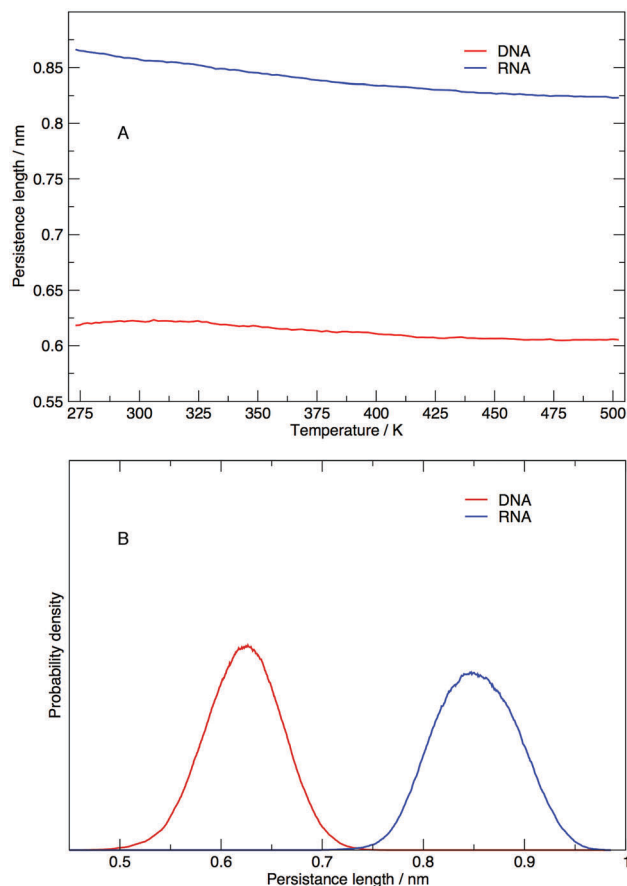 DNA
RNA
A
Persistence length / nm
0.85
0.8
0.75
0.7
0.65
0.6
0.55
275 300 325 350 375 400 425 450 475 500
Temperature / K
DNA
RNA
B
Probability density
0.5 0.6 0.7 0.8 0.9 1
Persistance length / nm